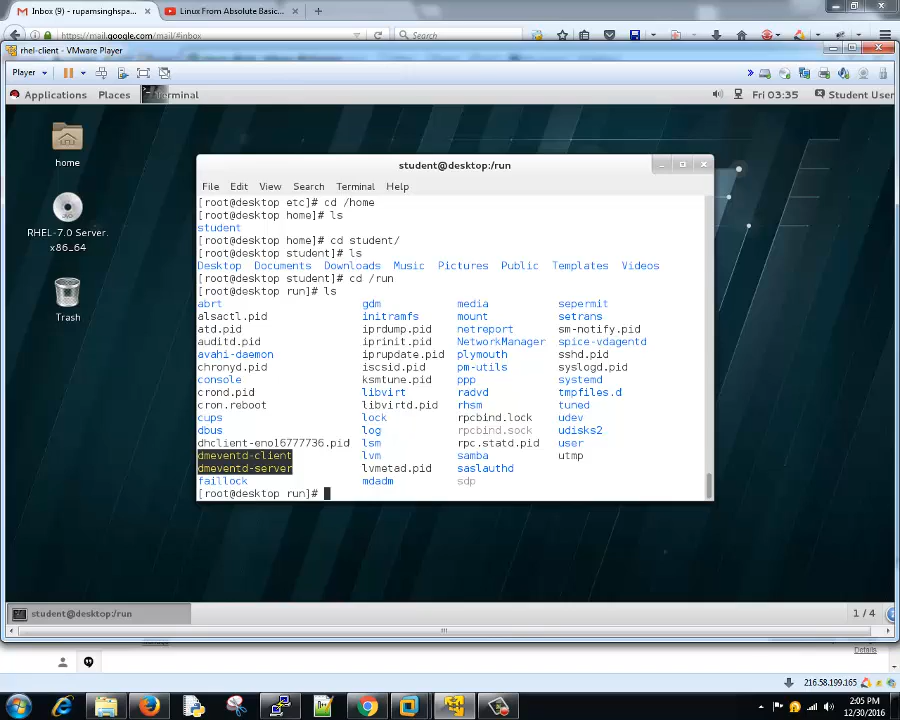 Inbox (9) - rupamsinghspa... × Linux From Absolute Basic... × +
https://mail.google.com/mail/#inbox Search
rhel-client - VMware Player
Player
Applications Places Terminal Fri 03:35 Student User
home
RHEL-7.0 Server.
x86_64
Trash
student@desktop:/run
File Edit View Search Terminal Help
[root@desktop etc]# cd /home
[root@desktop home]# ls
student
[root@desktop home]# cd student/
[root@desktop student]# ls
Desktop Documents Downloads Music Pictures Public Templates Videos
[root@desktop student]# cd /run
[root@desktop run]# ls
abrt gdm media sepermit
alsactl.pid initramfs mount setrans
atd.pid iprdump.pid netreport sm-notify.pid
auditd.pid iprinit.pid NetworkManager spice-vdagentd
avahi-daemon iprupdate.pid plymouth sshd.pid
chronyd.pid iscsid.pid pm-utils syslogd.pid
console ksmtune.pid ppp systemd
crond.pid libvirt radvd tmpfiles.d
cron.reboot libvirtd.pid rhsm tuned
cups lock rpcbind.lock udev
dbus log rpcbind.sock udisks2
dhclient-eno16777736.pid lsm rpc.statd.pid user
dmeventd-client lvm samba utmp
dmeventd-server lvmetad.pid saslauthd
faillock mdadm sdp
[root@desktop run]#
student@desktop:/run 1 / 4
Details
216.58.199.165
2:05 PM
12/30/2016